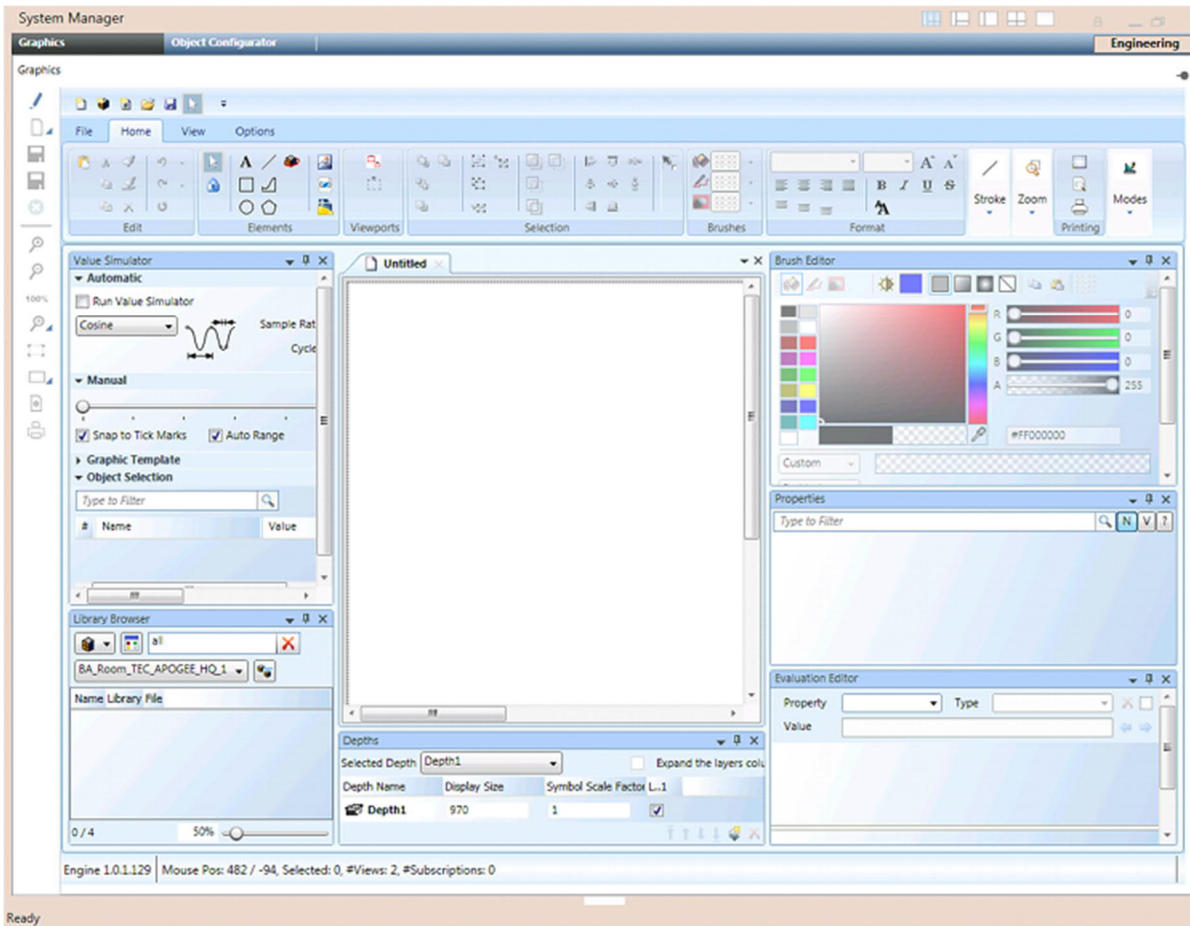 System Manager
Graphics Object Configurator Engineering
Graphics
File Home View Options
100%
A
A A
B I U S
Stroke Zoom Modes
Edit Elements Viewports Selection Brushes Format Printing
Value Simulator
Automatic
Run Value Simulator
Cosine Sample Rat
Cycle
Manual
Snap to Tick Marks Auto Range
Graphic Template
Object Selection
Type to Filter
# Name Value
Library Browser
all
BA_Room_TEC_APOGEE_HQ_1
Name Library File
0 / 4 50%
Untitled
Depths
Selected Depth Depth1 Expand the layers colu
Depth Name Display Size Symbol Scale Factor L..1
Depth1 970 1
Brush Editor
R 0
G 0
B 0
A 255
#FF000000
Custom
Properties
Type to Filter N V ?
Evaluation Editor
Property Type
Value
Engine 1.0.1.129 Mouse Pos: 482 / -94, Selected: 0, #Views: 2, #Subscriptions: 0
Ready